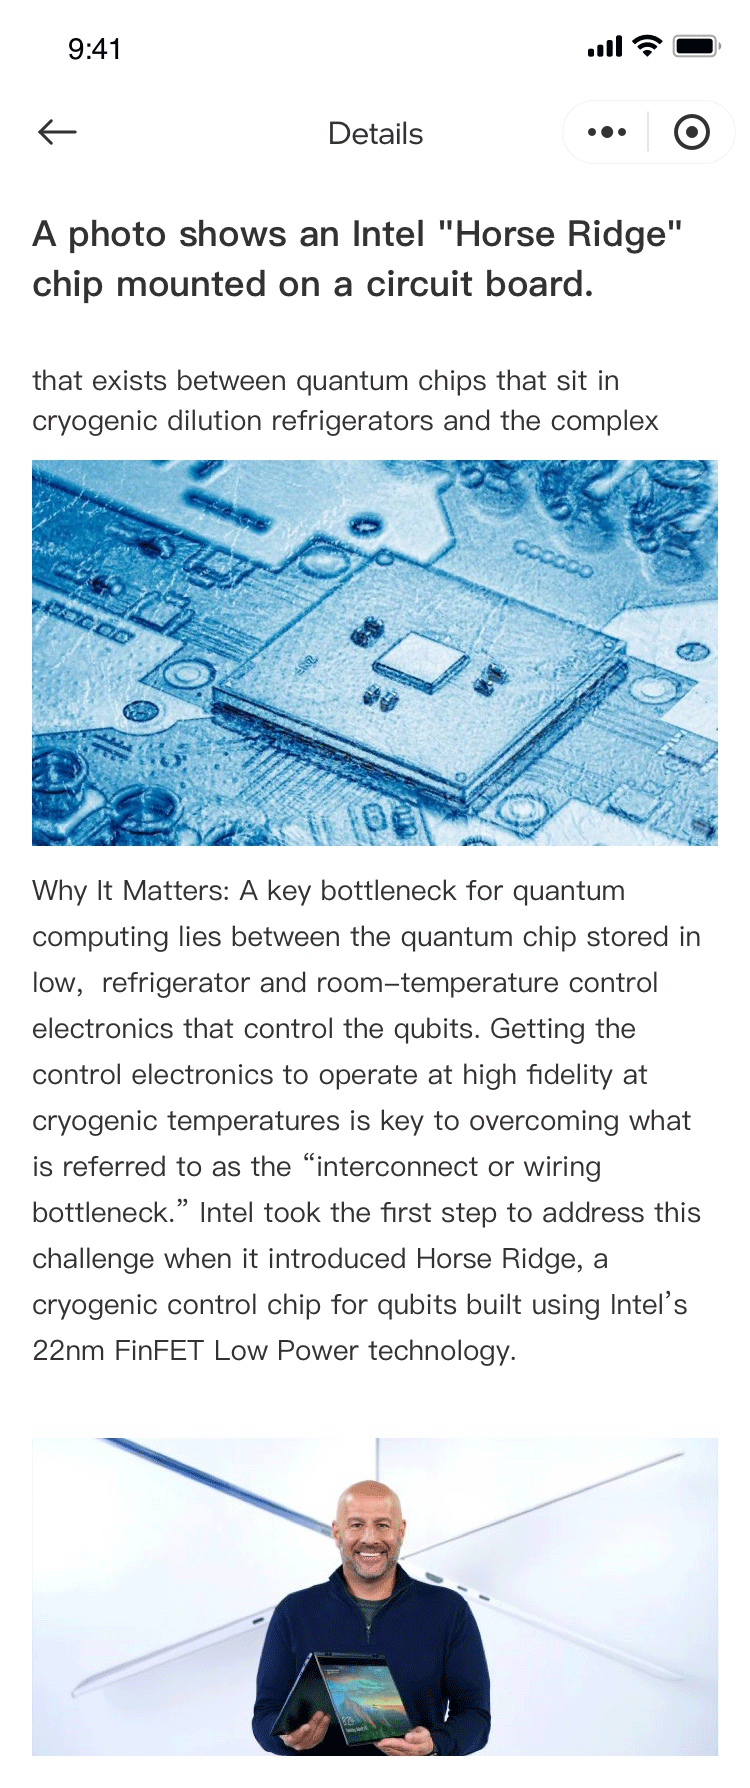 9:41
Details
A photo shows an Intel "Horse Ridge"
chip mounted on a circuit board.
that exists between quantum chips that sit in
cryogenic dilution refrigerators and the complex
Why It Matters: A key bottleneck for quantum
computing lies between the quantum chip stored in
low, refrigerator and room–temperature control
electronics that control the qubits. Getting the
control electronics to operate at high fidelity at
cryogenic temperatures is key to overcoming what
is referred to as the “interconnect or wiring
bottleneck.” Intel took the first step to address this
challenge when it introduced Horse Ridge, a
cryogenic control chip for qubits built using Intel’s
22nm FinFET Low Power technology.